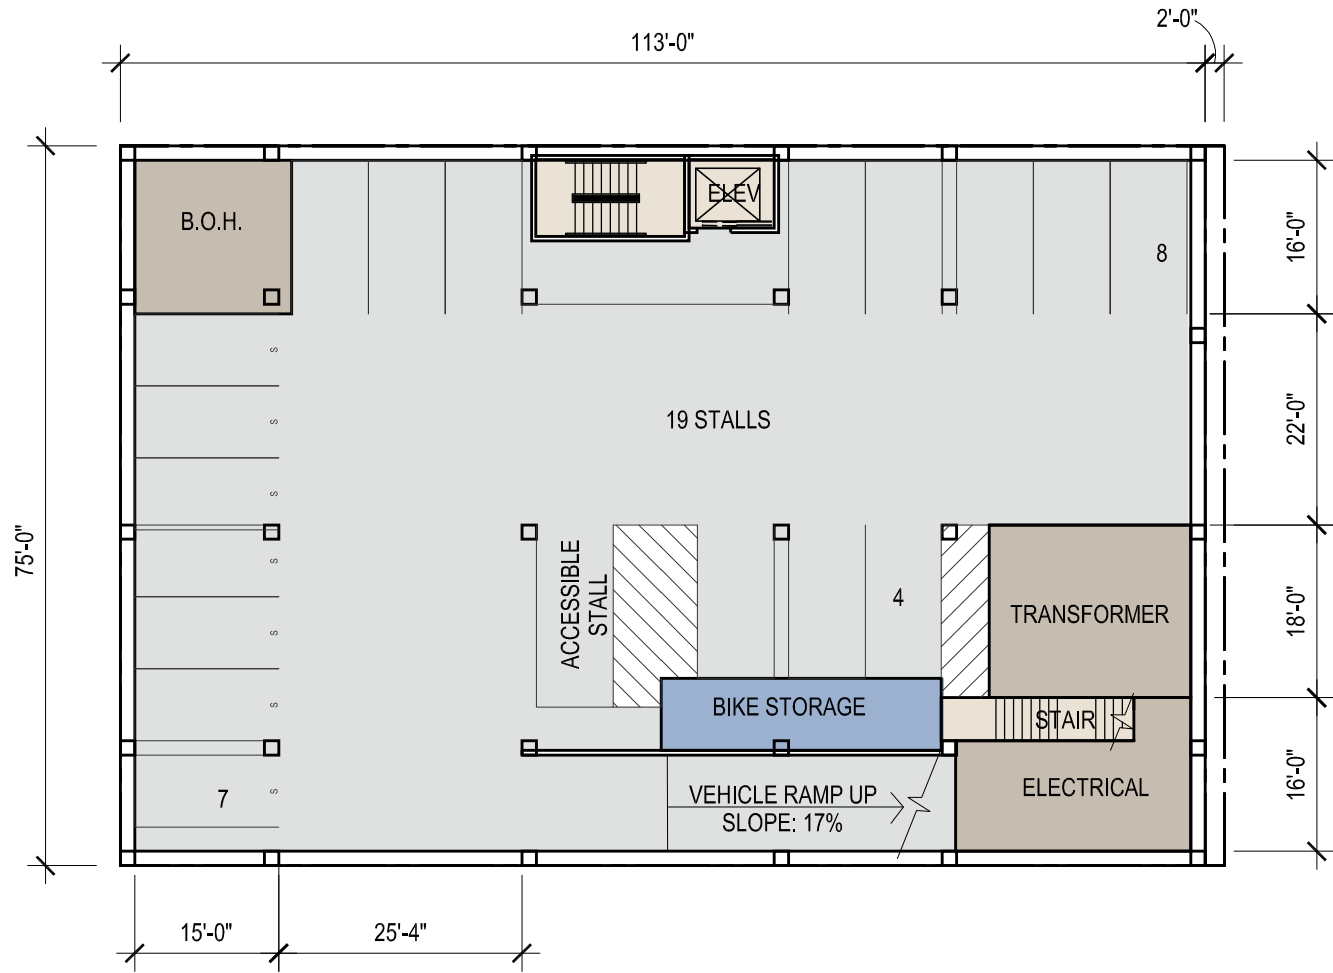 2'-0"
113'-0"
B.O.H.
ELEV
8
16'-0"
S
22'-0"
19 STALLS
S
S
75'-0"
ACCESSIBLE
STALL
S
4
TRANSFORMER
18'-0"
S
S
BIKE STORAGE
STAIR
7
S
VEHICLE RAMP UP
SLOPE: 17%
ELECTRICAL
16'-0"
15'-0"
25'-4"